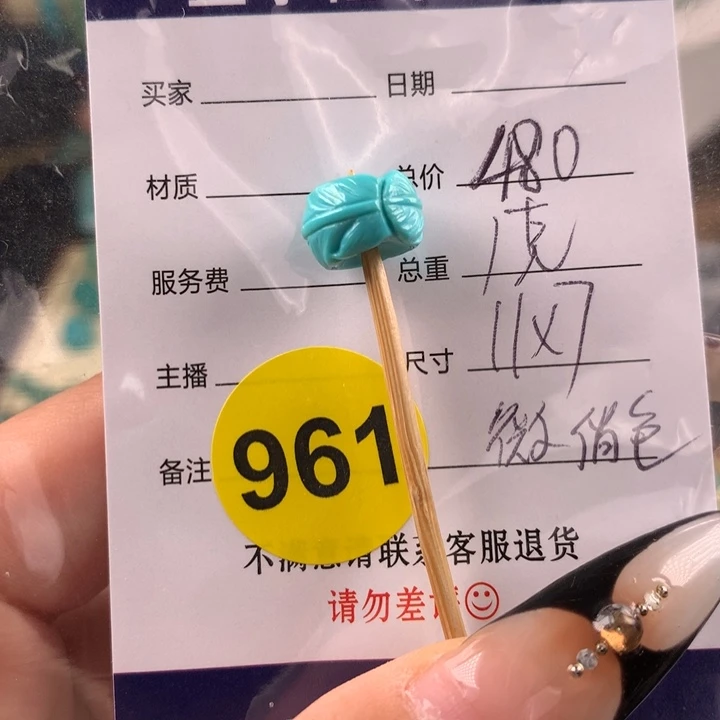 买家 日期
材质 总价 480
服务费 总重 1克
主播 尺寸 11X7
备注 微俏色
961
不满意请联系客服退货
请勿差评